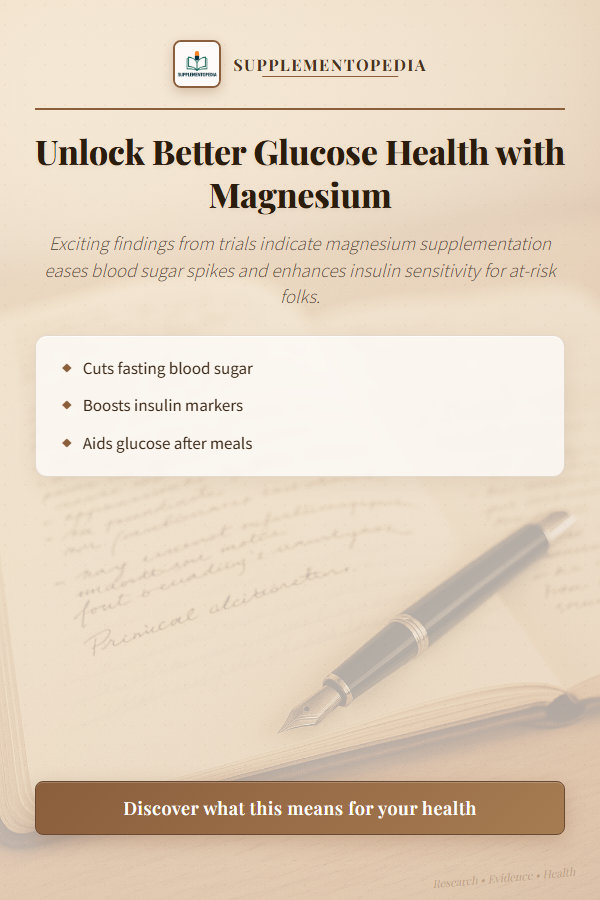 SUPPLEMENTOPEDIA
SUPPLEMENTOPEDIA
Unlock Better Glucose Health with
Magnesium
Exciting findings from trials indicate magnesium supplementation
eases blood sugar spikes and enhances insulin sensitivity for at-risk
folks.
Cuts fasting blood sugar
Boosts insulin markers
Aids glucose after meals
Discover what this means for your health
Research • Evidence • Health